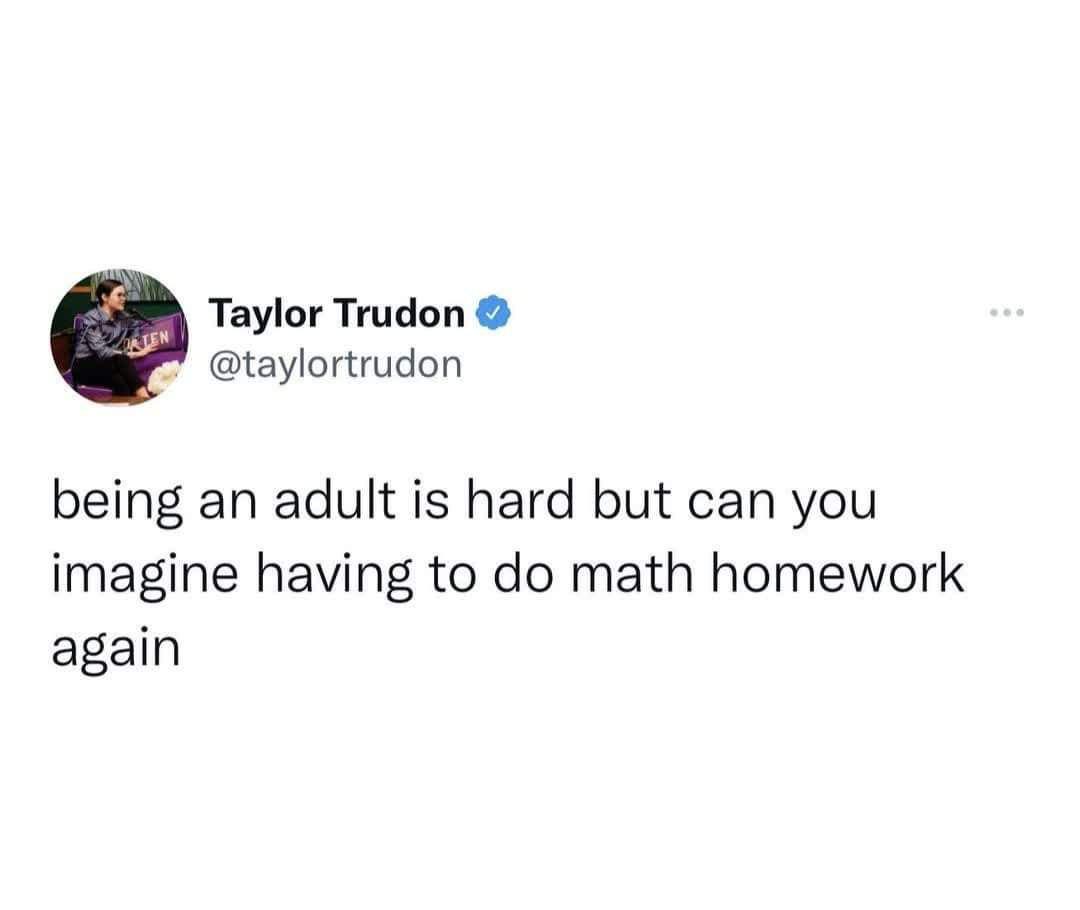 Taylor Trudon
@taylortrudon
being an adult is hard but can you
imagine having to do math homework
again